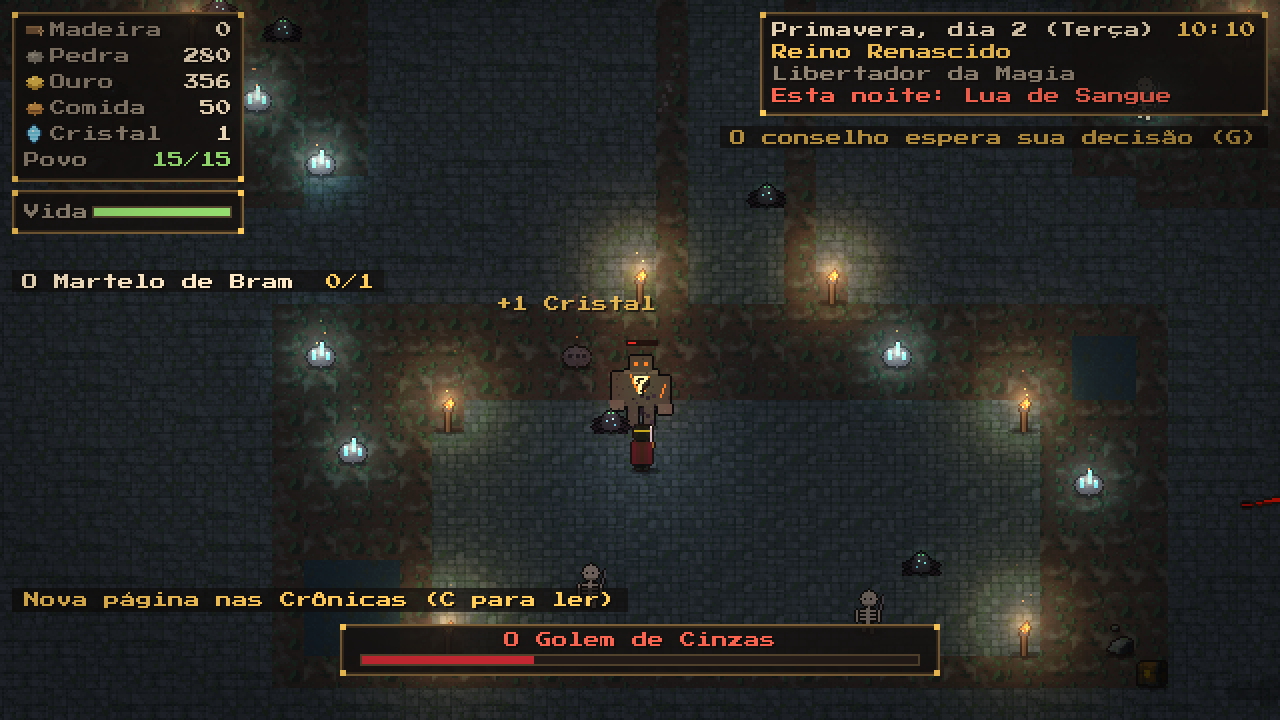 Madeira 0
Pedra 280
Ouro 356
Comida 50
Cristal 1
Povo 15/15
Vida
Primavera, dia 2 (Terça) 10:10
Reino Renascido
Libertador da Magia
Esta noite: Lua de Sangue
O conselho espera sua decisão (G)
O Martelo de Bram 0/1
+1 Cristal
?
Nova página nas Crônicas (C para ler)
O Golem de Cinzas